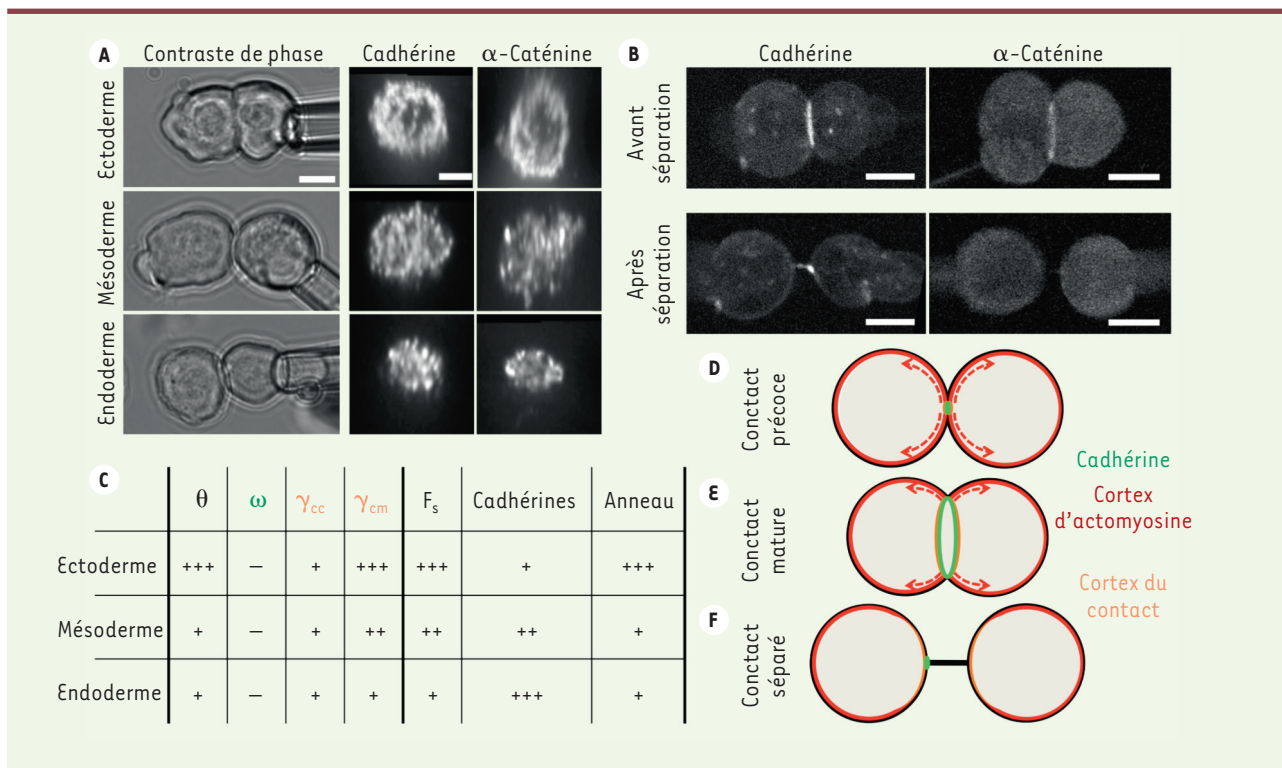 A
Contraste de phase
Cadhérine
α-Caténine
Ectoderme
Mésoderme
Endoderme
B
Cadhérine
α-Caténine
Avant
séparation
Après
séparation
C
θ ω γcc γcm Fs Cadhérines Anneau
Ectoderme +++ – + +++ +++ + +++
Mésoderme + – + ++ ++ ++ +
Endoderme + – + + + +++ +
D
Conctact
précoce
E
Conctact
mature
F
Conctact
séparé
Cadhérine
Cortex
d'actomyosine
Cortex du
contact